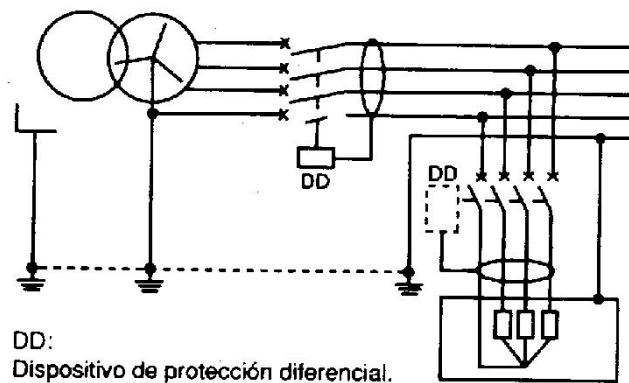 DD
DD
DD:
Dispositivo de protección diferencial.